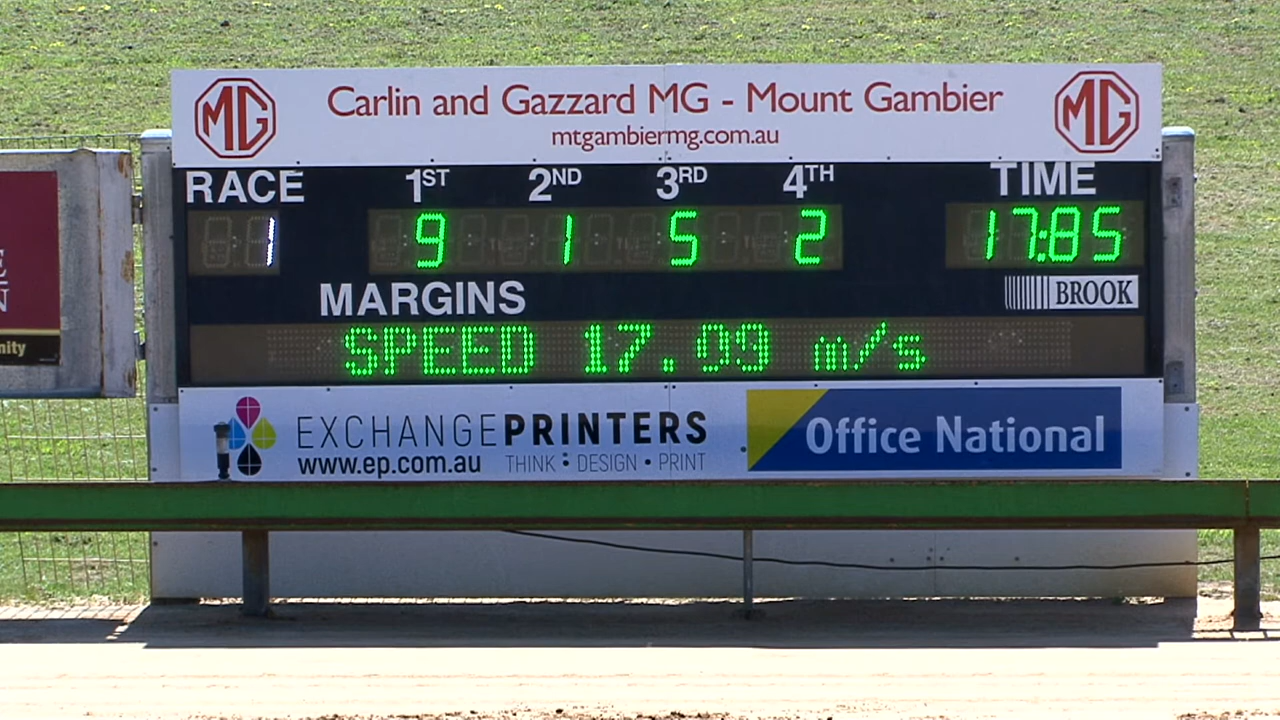 MG Carlin and Gazzard MG - Mount Gambier MG
mtgambiermg.com.au
RACE 1ST 2ND 3RD 4TH TIME
1 9 1 5 2 17:85
MARGINS BROOK
SPEED 17.09 m/s
EXCHANGEPRINTERS
www.ep.com.au THINK : DESIGN • PRINT
Office National
E
N
nity